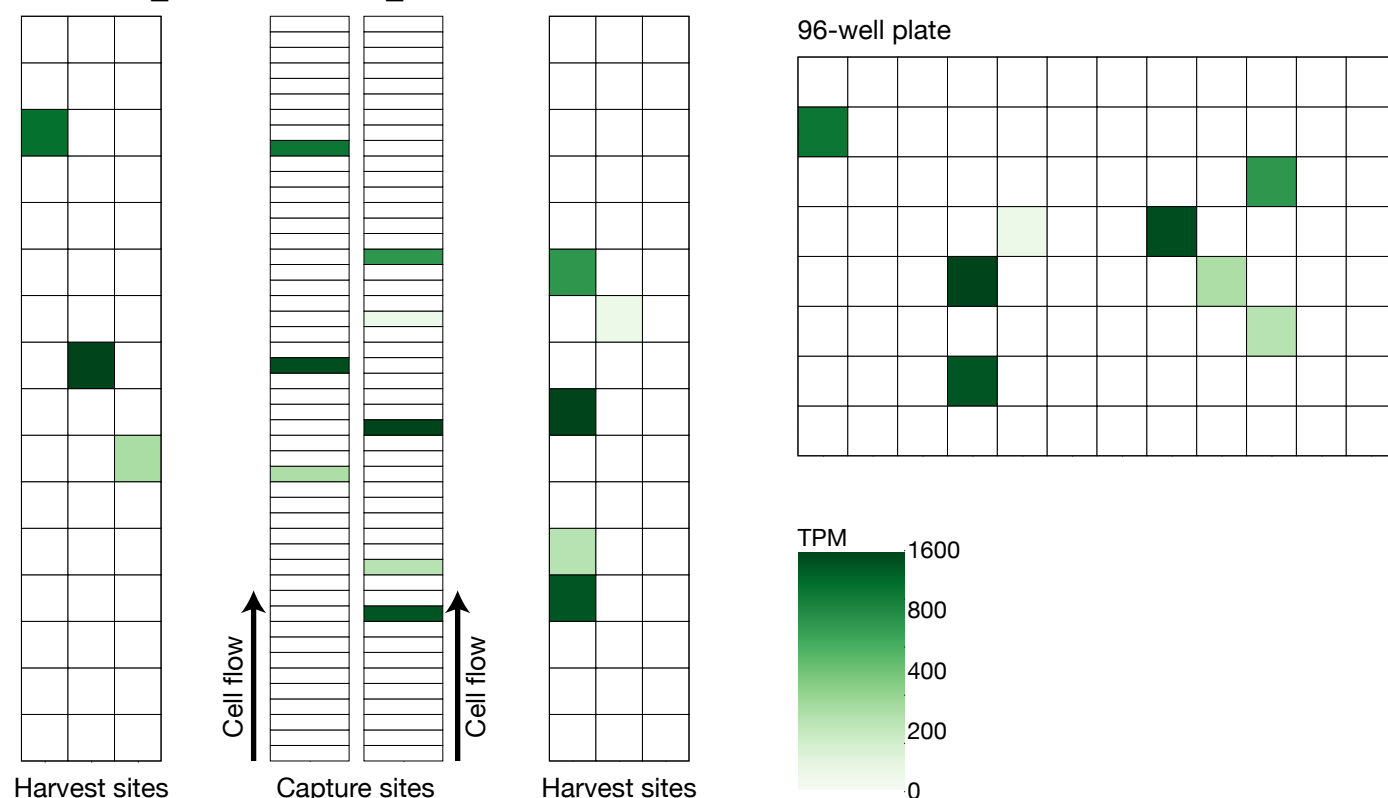 96-well plate
TPM
1600
800
400
200
0
Cell flow
Cell flow
Harvest sites
Capture sites
Harvest sites